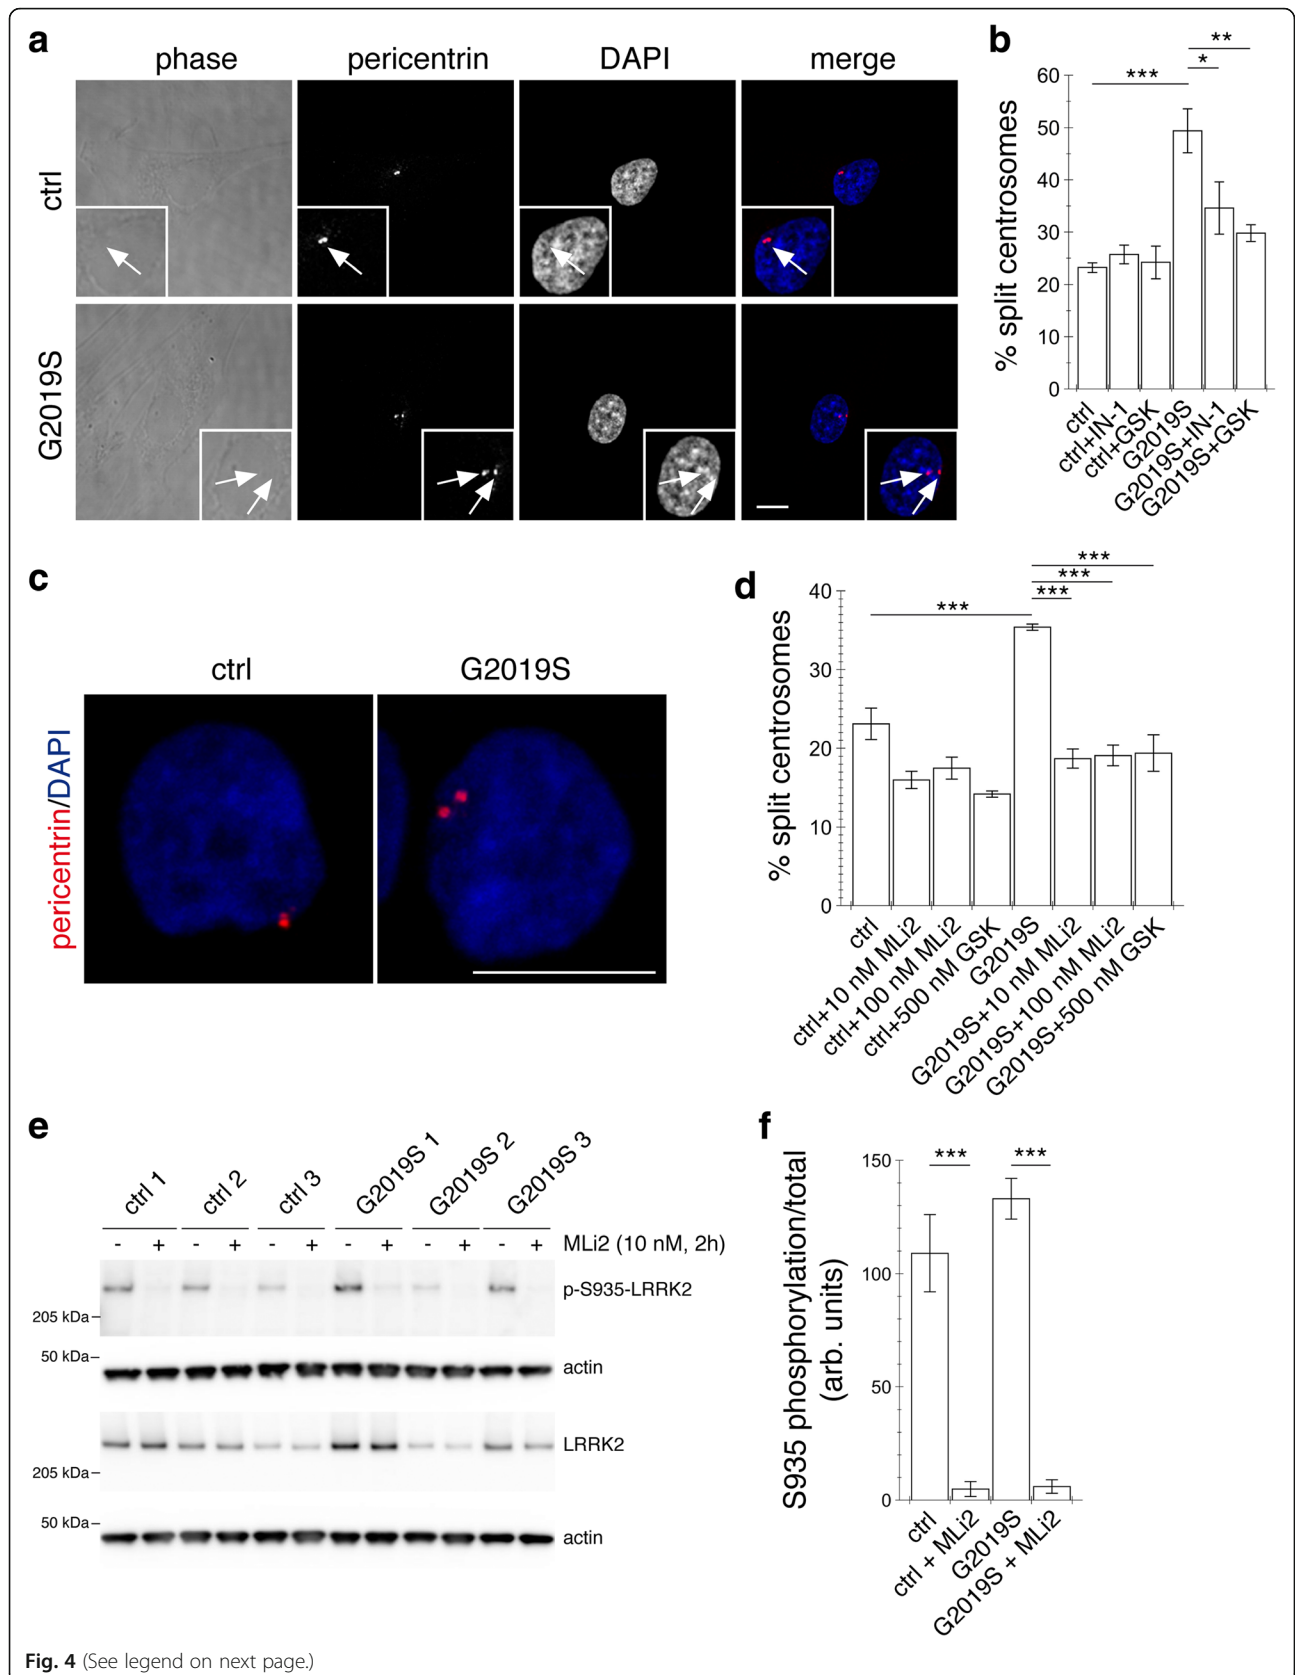 a
phase pericentrin DAPI merge
ctrl
G2019S
b
% split centrosomes
60
50
40
30
20
10
0
***
*
**
ctrl
ctrl+IN-1
ctrl+GSK
G2019S
G2019S+IN-1
G2019S+GSK
c
ctrl G2019S
pericentrin/DAPI
d
% split centrosomes
40
30
20
10
0
***
***
***
***
ctrl
ctrl+10 nM MLi2
ctrl+100 nM MLi2
ctrl+500 nM GSK
G2019S
G2019S+10 nM MLi2
G2019S+100 nM MLi2
G2019S+500 nM GSK
e
ctrl 1 ctrl 2 ctrl 3 G2019S 1 G2019S 2 G2019S 3
- + - + - + - + - + - + MLi2 (10 nM, 2h)
p-S935-LRRK2
205 kDa
50 kDa
actin
LRRK2
205 kDa
50 kDa
actin
f
S935 phosphorylation/total
(arb. units)
150
100
50
0
*** ***
ctrl
ctrl + MLi2
G2019S
G2019S + MLi2
Fig. 4 (See legend on next page.)